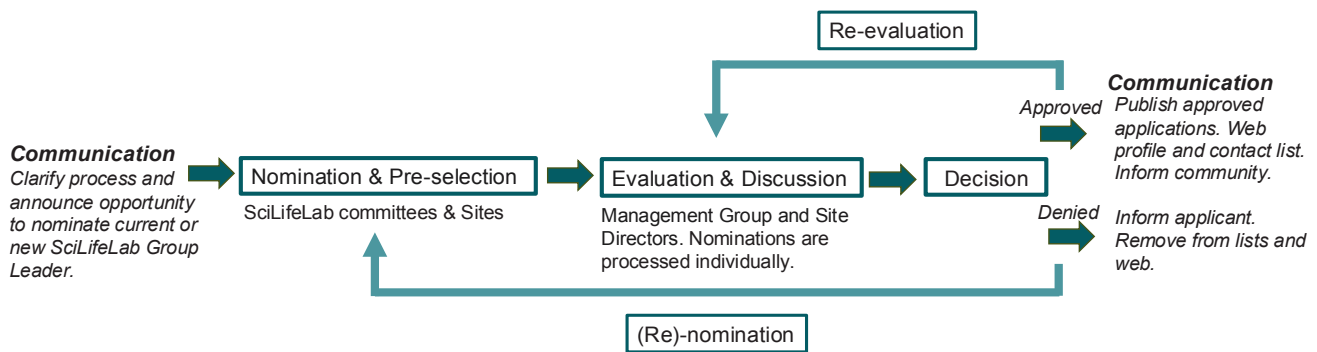 Re-evaluation
Communication
Clarify process and
announce opportunity
to nominate current or
new SciLifeLab Group
Leader.
Nomination & Pre-selection
SciLifeLab committees & Sites
Evaluation & Discussion
Management Group and Site
Directors. Nominations are
processed individually.
Decision
Approved
Communication
Publish approved
applications. Web
profile and contact list.
Inform community.
Denied
Inform applicant.
Remove from lists and
web.
(Re)-nomination